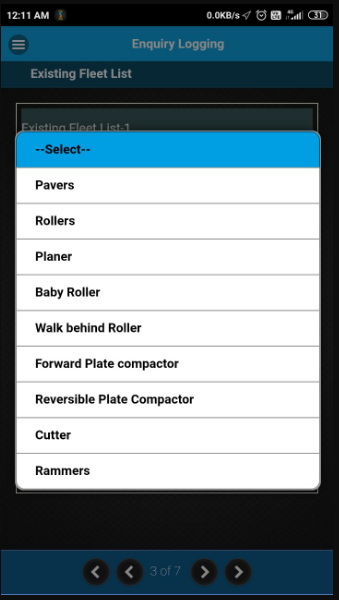 12:11 AM 0.0KB/s 4G 31
Enquiry Logging
Existing Fleet List
Existing Fleet List-1
--Select--
Pavers
Rollers
Planer
Baby Roller
Walk behind Roller
Forward Plate compactor
Reversible Plate Compactor
Cutter
Rammers
3 of 7